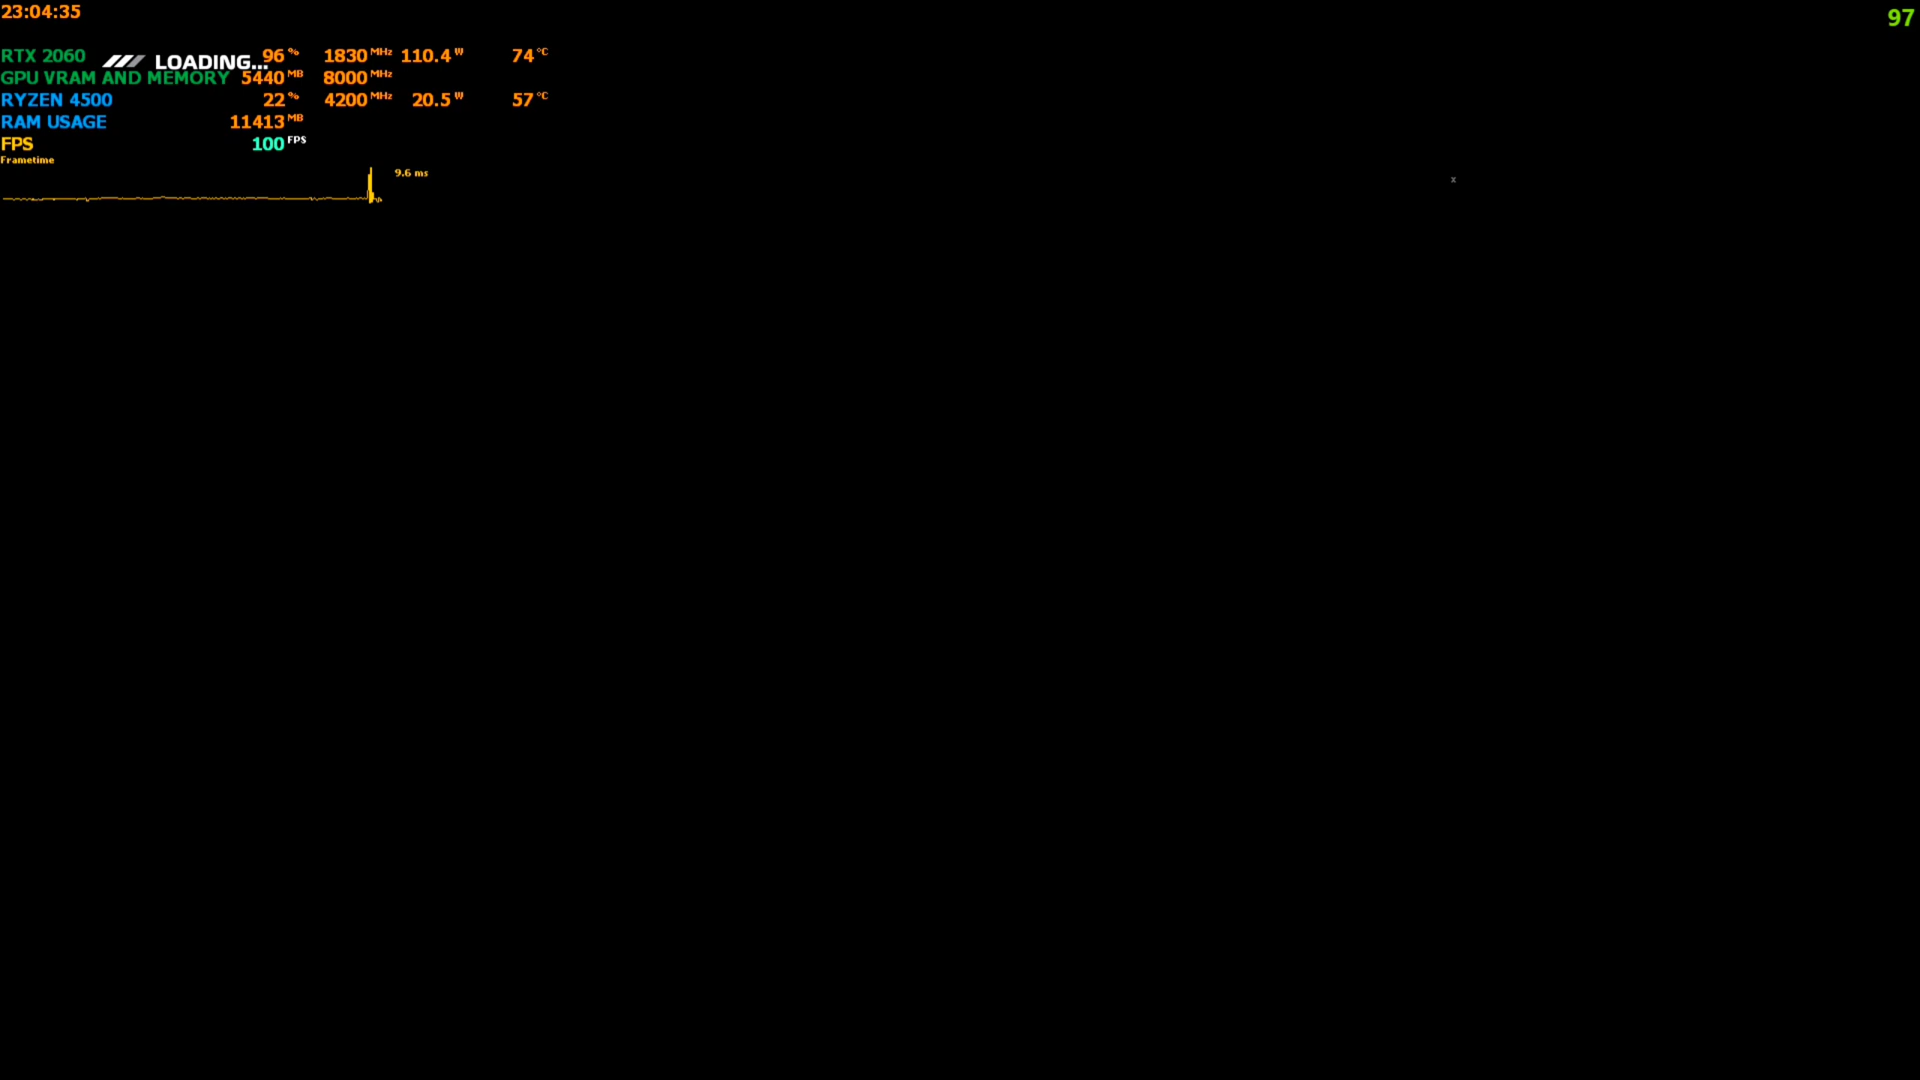 23:04:35
97
RTX 2060 96 % 1830 MHz 110.4 W 74 °C
LOADING...
GPU VRAM AND MEMORY 5440 MB 8000 MHz
RYZEN 4500 22 % 4200 MHz 20.5 W 57 °C
RAM USAGE 11413 MB
FPS 100 FPS
Frametime
9.6 ms
x